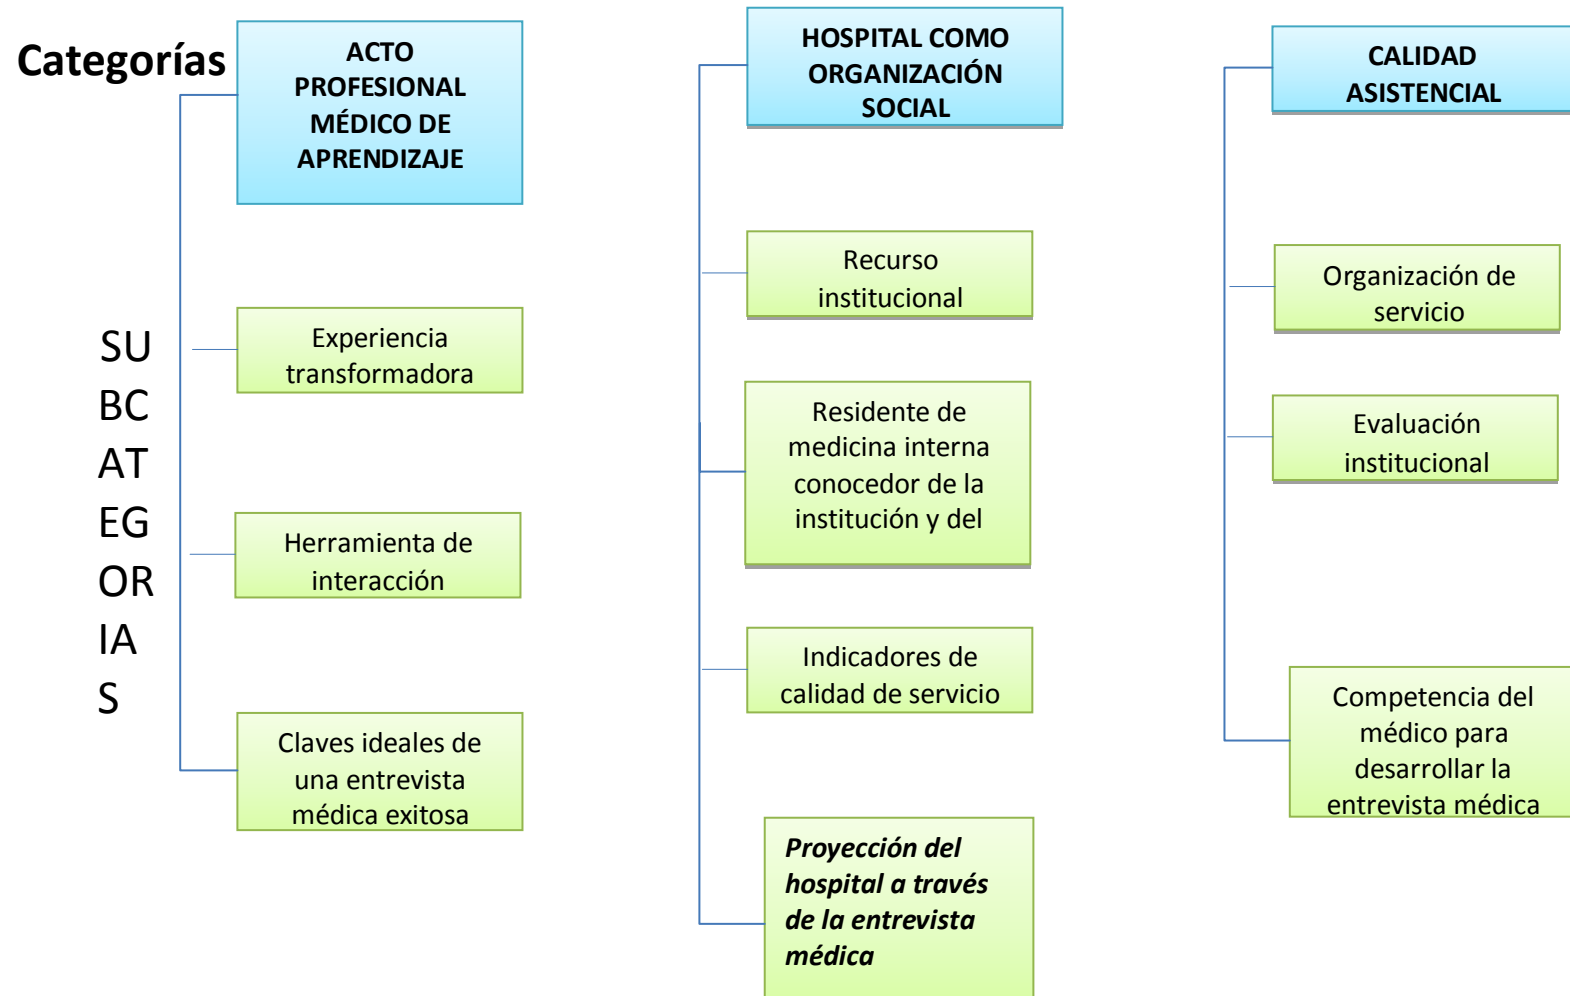 Categorías
ACTO
PROFESIONAL
MÉDICO DE
APRENDIZAJE
SU
BC
AT
EG
OR
IA
S
Experiencia
transformadora
Herramienta de
interacción
Claves ideales de
una entrevista
médica exitosa
HOSPITAL COMO
ORGANIZACIÓN
SOCIAL
Recurso
institucional
Residente de
medicina interna
conocedor de la
institución y del
Indicadores de
calidad de servicio
Proyección del
hospital a través
de la entrevista
médica
CALIDAD
ASISTENCIAL
Organización de
servicio
Evaluación
institucional
Competencia del
médico para
desarrollar la
entrevista médica